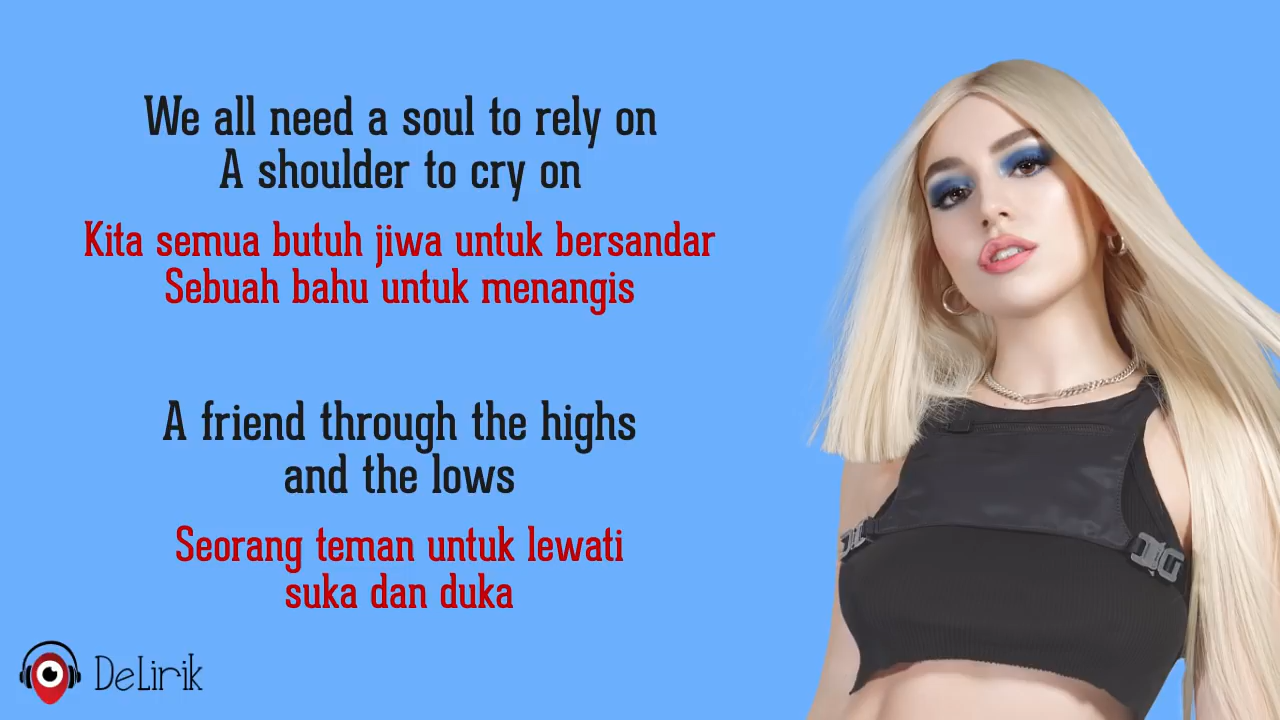 We all need a soul to rely on
A shoulder to cry on
Kita semua butuh jiwa untuk bersandar
Sebuah bahu untuk menangis
A friend through the highs
and the lows
Seorang teman untuk lewati
suka dan duka
DeLirik